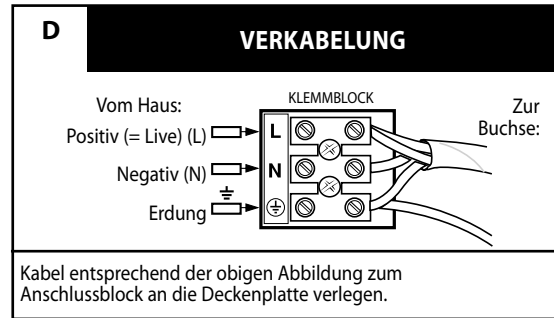 D
VERKABELUNG
KLEMMBLOCK
Vom Haus:
Zur
Buchse:
Positiv (= Live) (L)
L
Negativ (N)
N
Erdung
Kabel entsprechend der obigen Abbildung zum
Anschlussblock an die Deckenplatte verlegen.